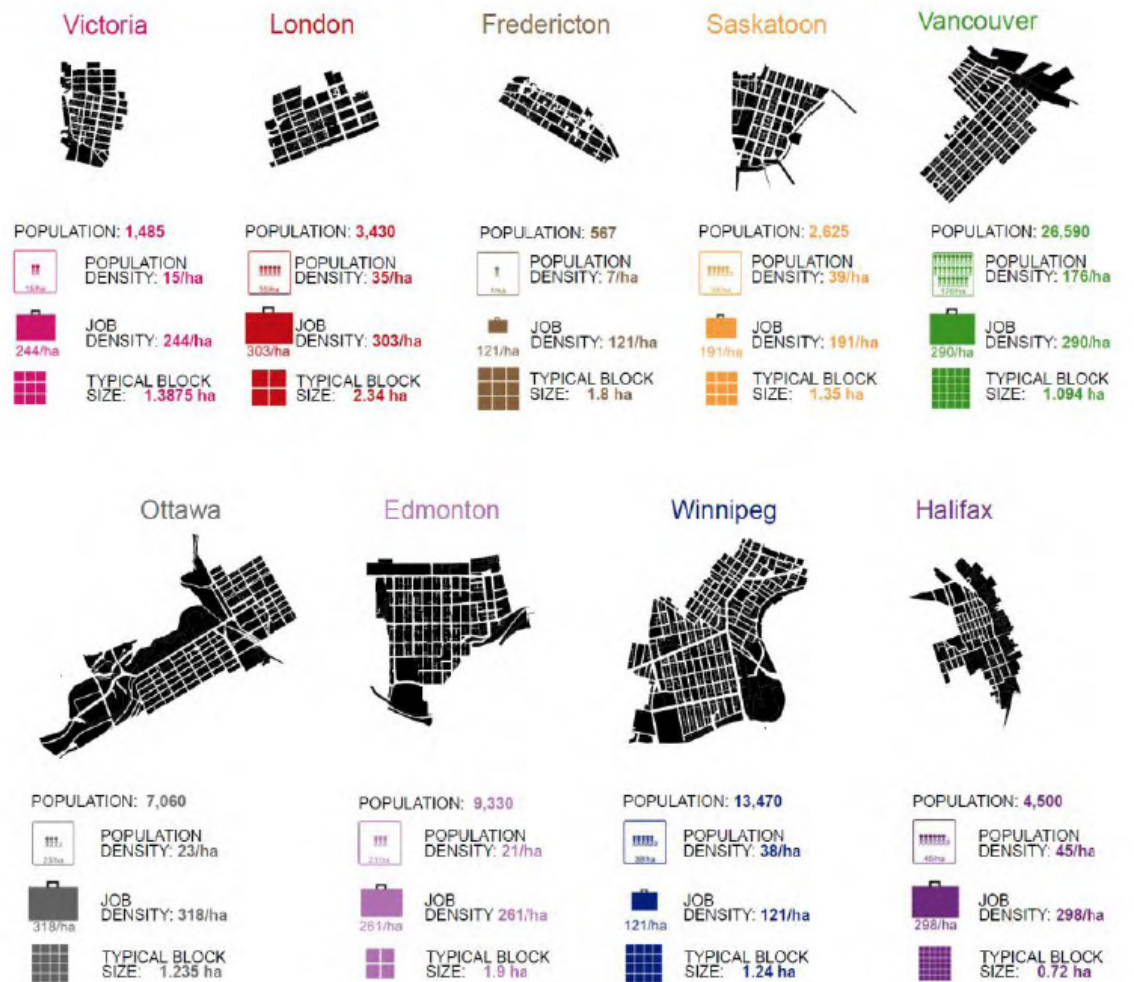 Victoria
London
Fredericton
Saskatoon
Vancouver
POPULATION: 1,485
POPULATION: 3,430
POPULATION: 567
POPULATION: 2,625
POPULATION: 26,590
15/ha
POPULATION
DENSITY: 15/ha
35/ha
POPULATION
DENSITY: 35/ha
7/ha
POPULATION
DENSITY: 7/ha
POPULATION
DENSITY: 39/ha
176/ha
POPULATION
DENSITY: 176/ha
244/ha
JOB
DENSITY: 244/ha
303/ha
JOB
DENSITY: 303/ha
121/ha
JOB
DENSITY: 121/ha
191/ha
JOB
DENSITY: 191/ha
290/ha
JOB
DENSITY: 290/ha
TYPICAL BLOCK
SIZE: 1.3875 ha
TYPICAL BLOCK
SIZE: 2.34 ha
TYPICAL BLOCK
SIZE: 1.8 ha
TYPICAL BLOCK
SIZE: 1.35 ha
TYPICAL BLOCK
SIZE: 1.094 ha
Ottawa
Edmonton
Winnipeg
Halifax
POPULATION: 7,060
POPULATION: 9,330
POPULATION: 13,470
POPULATION: 4,500
23/ha
POPULATION
DENSITY: 23/ha
POPULATION
DENSITY: 21/ha
38/ha
POPULATION
DENSITY: 38/ha
45/ha
POPULATION
DENSITY: 45/ha
318/ha
JOB
DENSITY: 318/ha
261/ha
JOB
DENSITY 261/ha
121/ha
JOB
DENSITY: 121/ha
298/ha
JOB
DENSITY: 298/ha
TYPICAL BLOCK
SIZE: 1.235 ha
TYPICAL BLOCK
SIZE: 1.9 ha
TYPICAL BLOCK
SIZE: 1.24 ha
TYPICAL BLOCK
SIZE: 0.72 ha